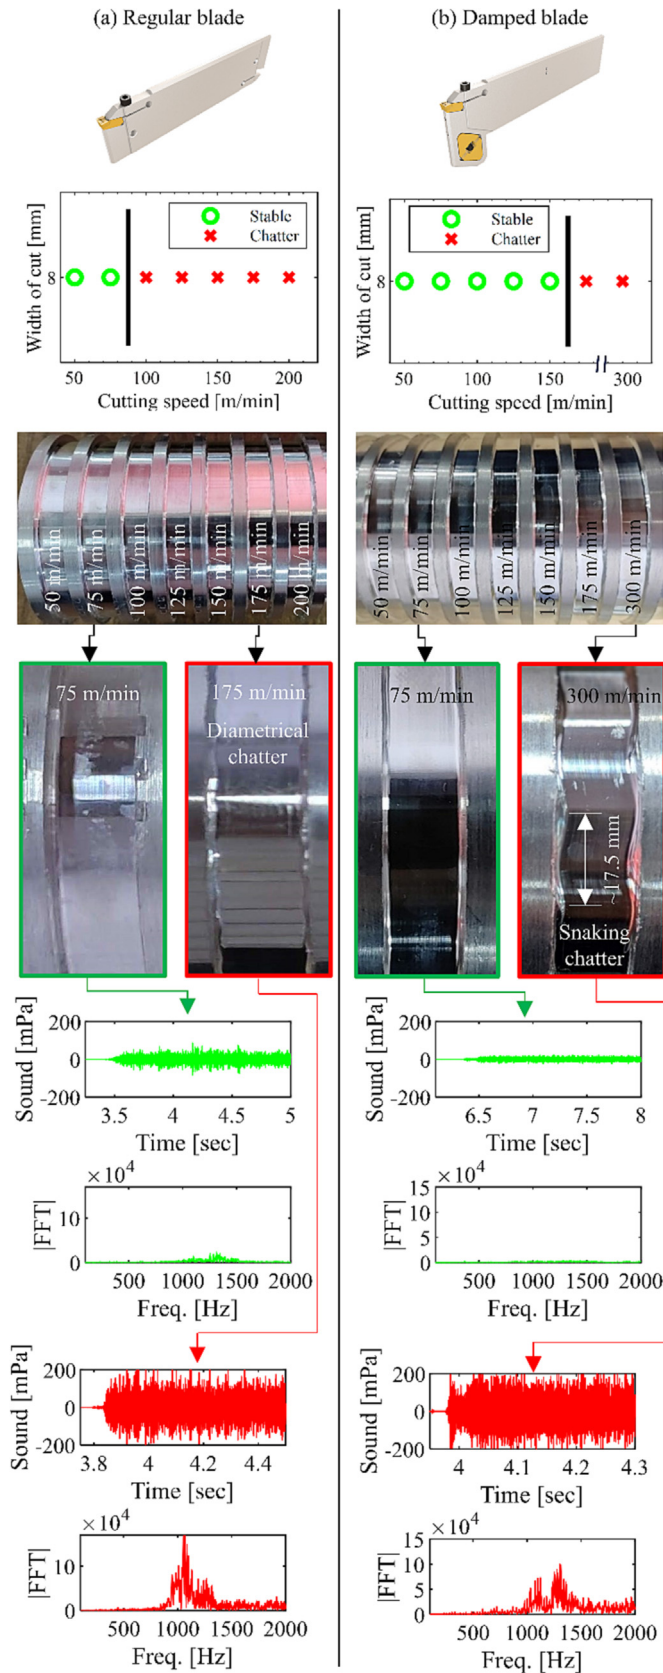 (a) Regular blade
Width of cut [mm]
8
Stable
Chatter
50 100 150 200
Cutting speed [m/min]
50 m/min
75 m/min
100 m/min
125 m/min
150 m/min
175 m/min
200 m/min
75 m/min
175 m/min
Diametrical
chatter
Sound [mPa]
200
0
-200
3.5 4 4.5 5
Time [sec]
×10⁴
|FFT|
10
0
500 1000 1500 2000
Freq. [Hz]
Sound [mPa]
200
0
-200
3.8 4 4.2 4.4
Time [sec]
×10⁴
|FFT|
10
0
500 1000 1500 2000
Freq. [Hz]
(b) Damped blade
Width of cut [mm]
8
Stable
Chatter
50 100 150 300
Cutting speed [m/min]
50 m/min
75 m/min
100 m/min
125 m/min
150 m/min
175 m/min
300 m/min
75 m/min
300 m/min
~17.5 mm
Snaking
chatter
Sound [mPa]
200
0
-200
6.5 7 7.5 8
Time [sec]
×10⁴
|FFT|
15
10
5
0
500 1000 1500 2000
Freq. [Hz]
Sound [mPa]
200
0
-200
4 4.1 4.2 4.3
Time [sec]
×10⁴
|FFT|
15
10
5
0
500 1000 1500 2000
Freq. [Hz]